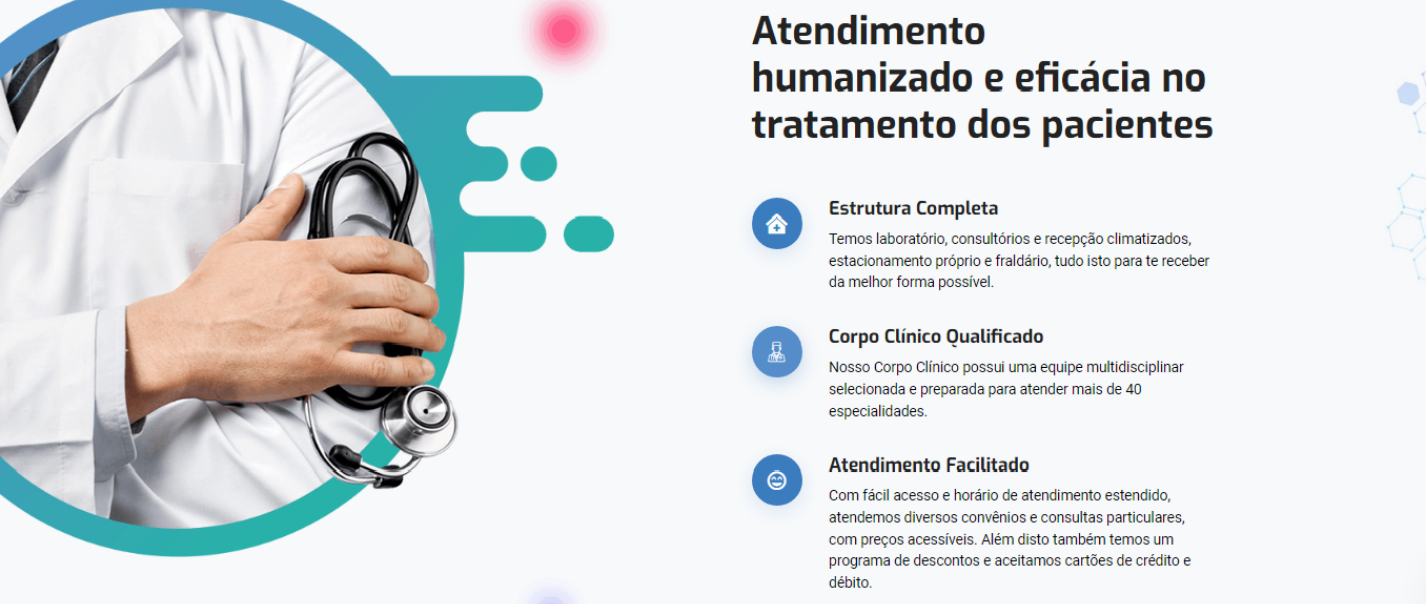 Atendimento
humanizado e eficácia no
tratamento dos pacientes
Estrutura Completa
Temos laboratório, consultórios e recepção climatizados,
estacionamento próprio e fraldário, tudo isto para te receber
da melhor forma possível.
Corpo Clínico Qualificado
Nosso Corpo Clínico possui uma equipe multidisciplinar
selecionada e preparada para atender mais de 40
especialidades.
Atendimento Facilitado
Com fácil acesso e horário de atendimento estendido,
atendemos diversos convênios e consultas particulares,
com preços acessíveis. Além disto também temos um
programa de descontos e aceitamos cartões de crédito e
débito.